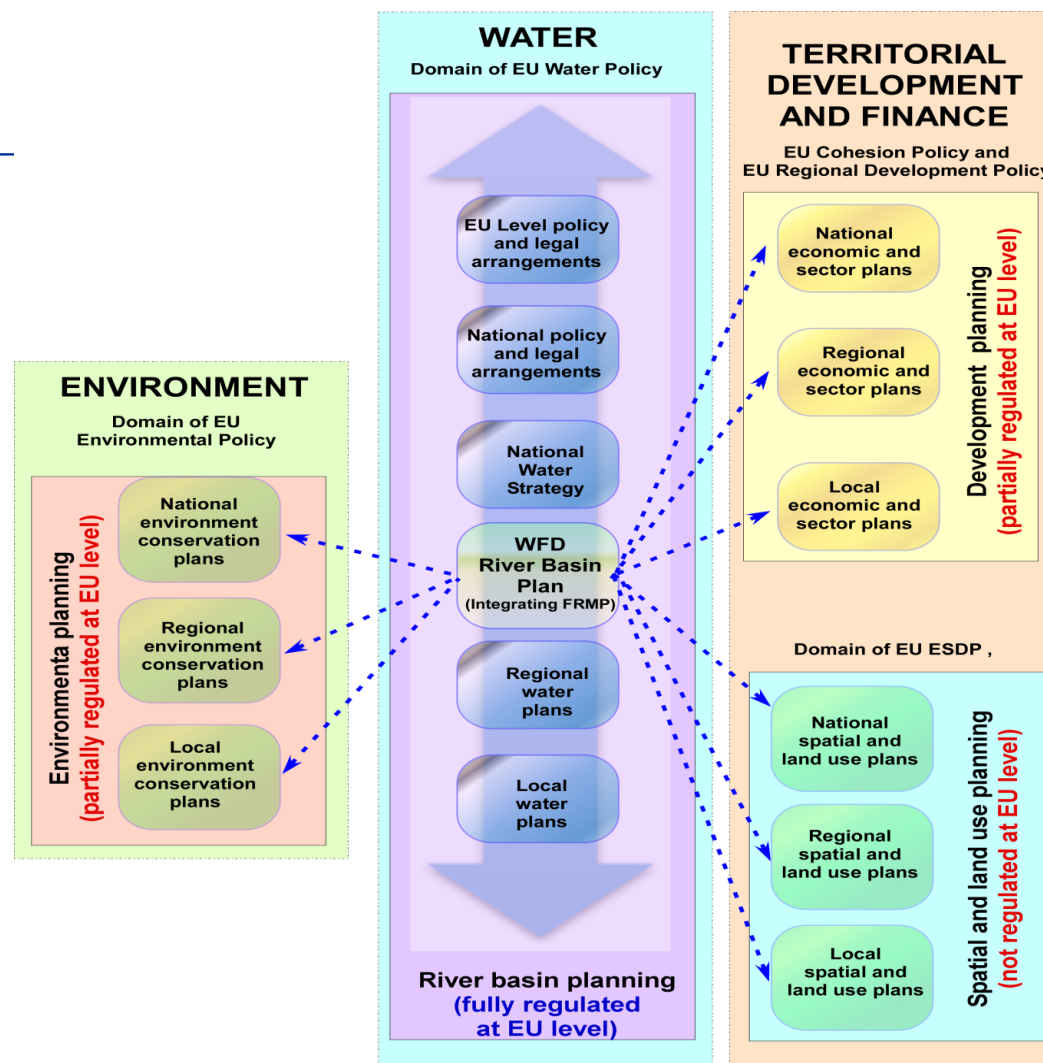 ENVIRONMENT
Domain of EU
Environmental Policy
Environmenta planning
(partially regulated at EU level)
National
environment
conservation
plans
Regional
environment
conservation
plans
Local
environment
conservation
plans
WATER
Domain of EU Water Policy
EU Level policy
and legal
arrangements
National policy
and legal
arrangements
National
Water
Strategy
WFD
River Basin
Plan
(Integrating FRMP)
Regional
water
plans
Local
water
plans
River basin planning
(fully regulated
at EU level)
TERRITORIAL
DEVELOPMENT
AND FINANCE
EU Cohesion Policy and
EU Regional Development Policy
National
economic and
sector plans
Regional
economic and
sector plans
Local
economic and
sector plans
Development planning
(partially regulated at EU level)
Domain of EU ESDP ,
National
spatial and
land use plans
Regional
spatial and
land use plans
Local
spatial and
land use plans
Spatial and land use planning
(not regulated at EU level)